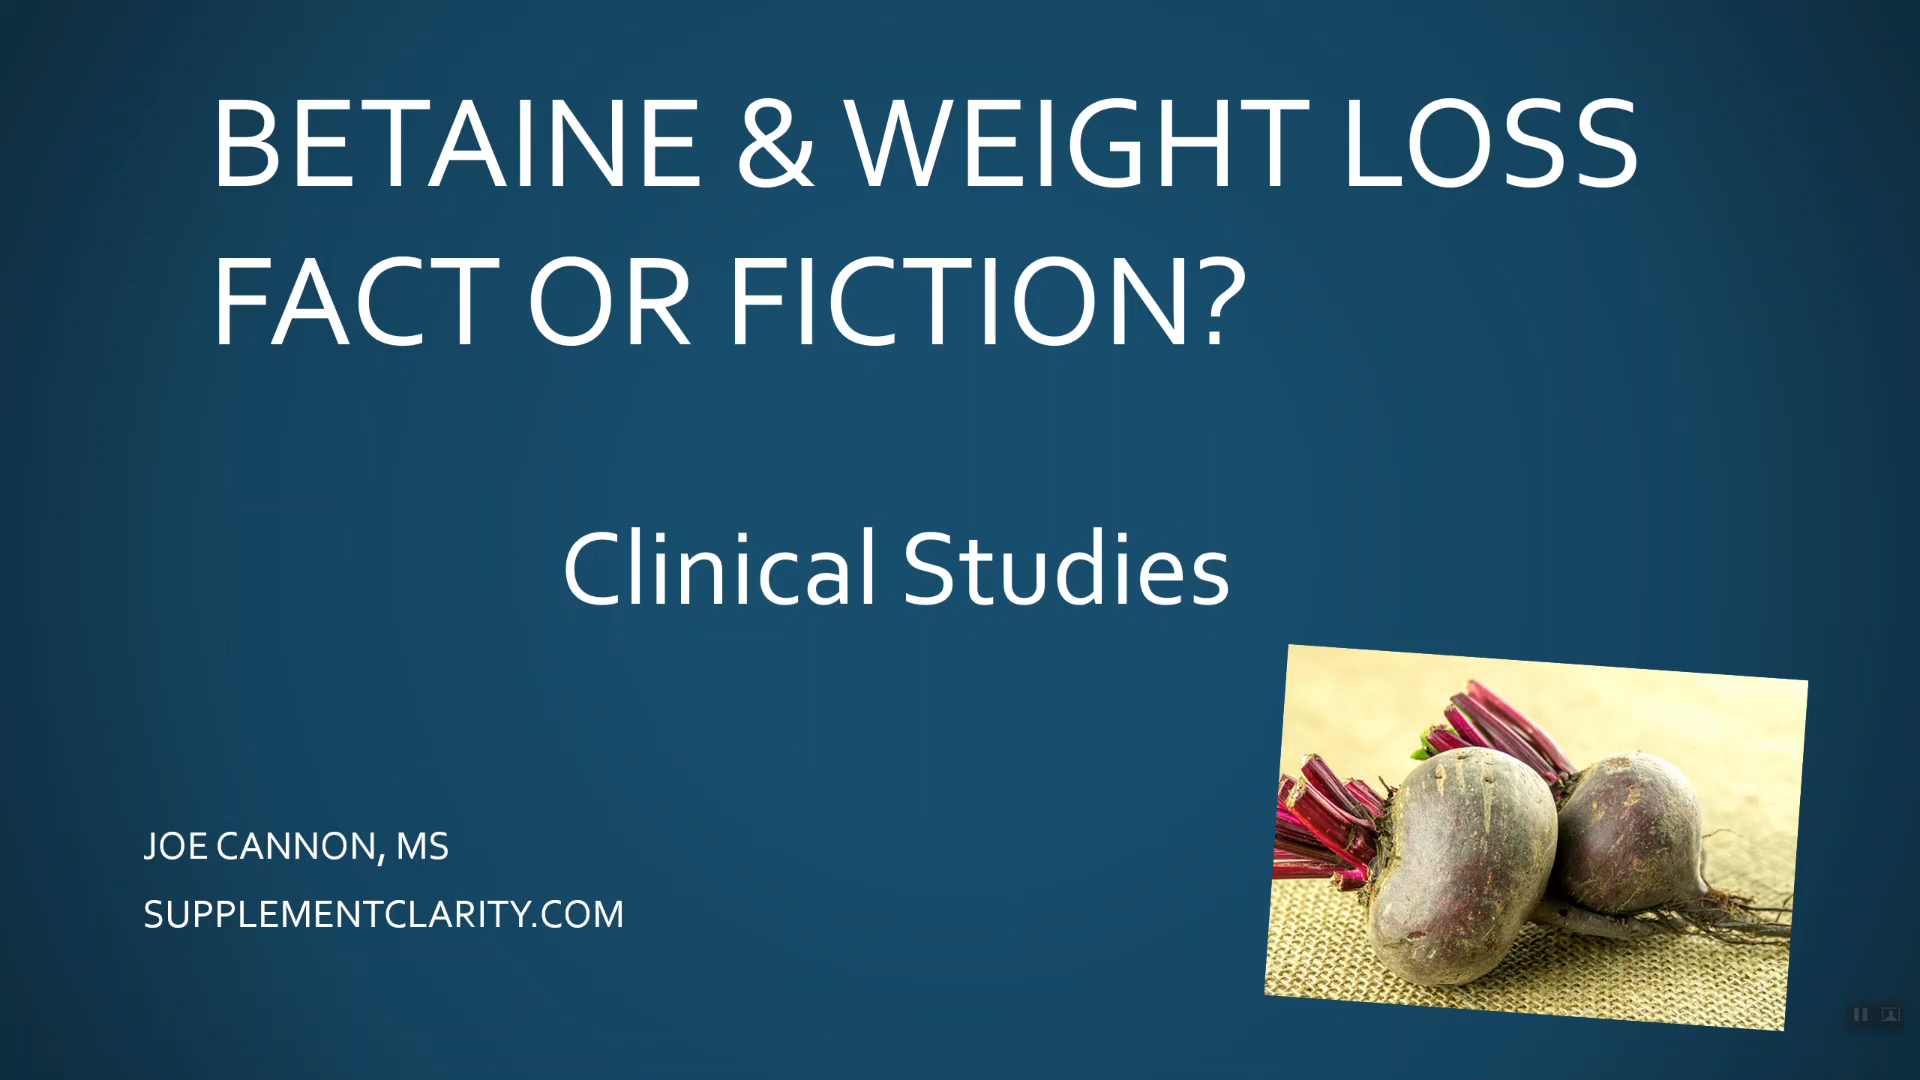 BETAINE & WEIGHT LOSS
FACT OR FICTION?
Clinical Studies
JOE CANNON, MS
SUPPLEMENTCLARITY.COM